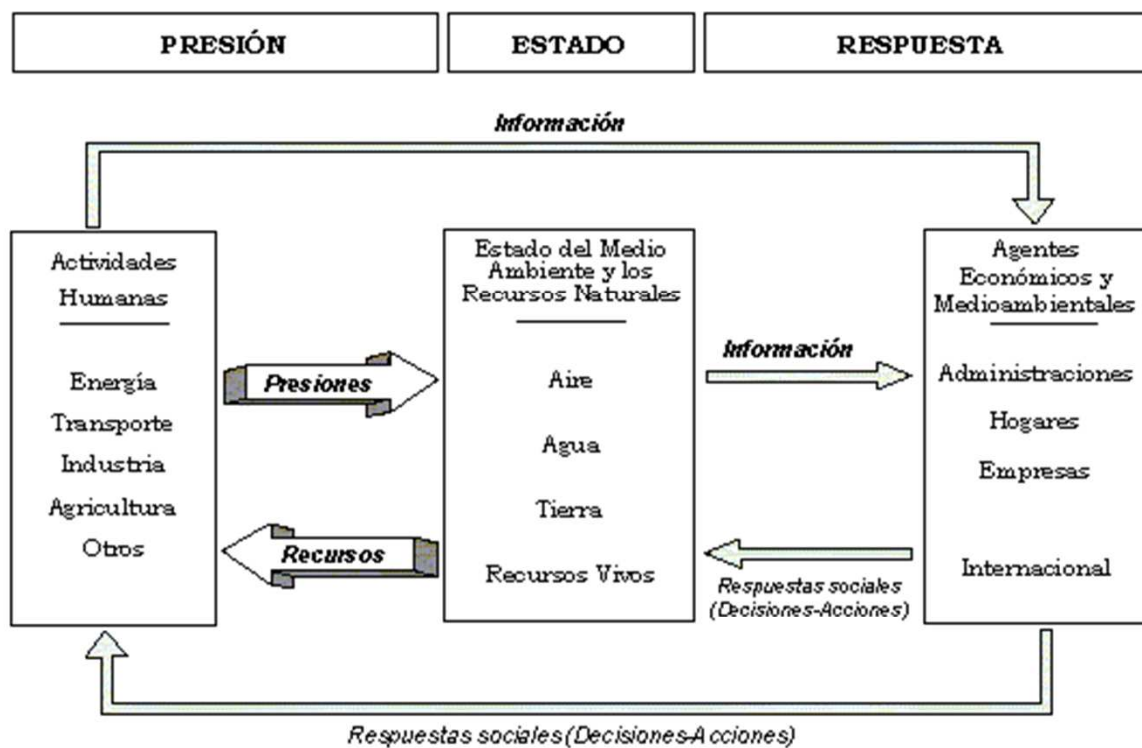 PRESIÓN
ESTADO
RESPUESTA
Información
Actividades
Humanas
Energía
Transporte
Industria
Agricultura
Otros
Presiones
Recursos
Estado del Medio
Ambiente y los
Recursos Naturales
Aire
Agua
Tierra
Recursos Vivos
Información
Respuestas sociales
(Decisiones-Acciones)
Agentes
Económicos y
Medioambientales
Administraciones
Hogares
Empresas
Internacional
Respuestas sociales (Decisiones-Acciones)